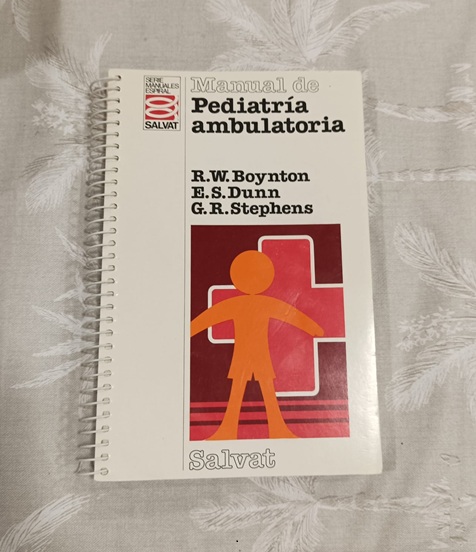 SERIE
MANUALES
ESPIRAL
SALVAT
Manual de
Pediatría
ambulatoria
R.W. Boynton
E.S. Dunn
G.R. Stephens
Salvat